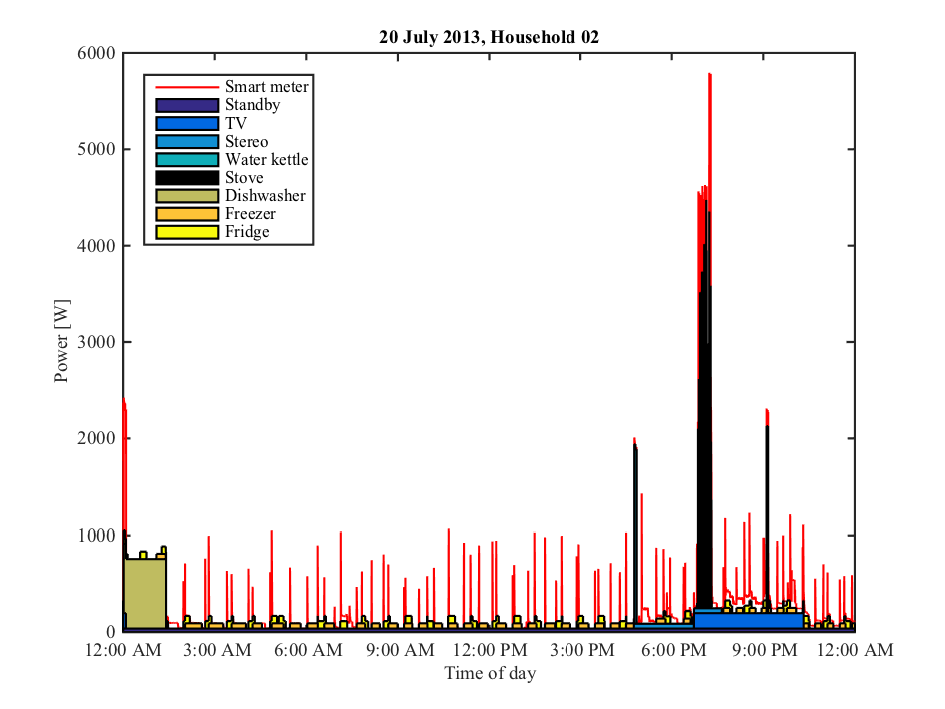 20 July 2013, Household 02
6000
5000
4000
3000
2000
1000
0
Power [W]
Smart meter
Standby
TV
Stereo
Water kettle
Stove
Dishwasher
Freezer
Fridge
12:00 AM 3:00 AM 6:00 AM 9:00 AM 12:00 PM 3:00 PM 6:00 PM 9:00 PM 12:00 AM
Time of day